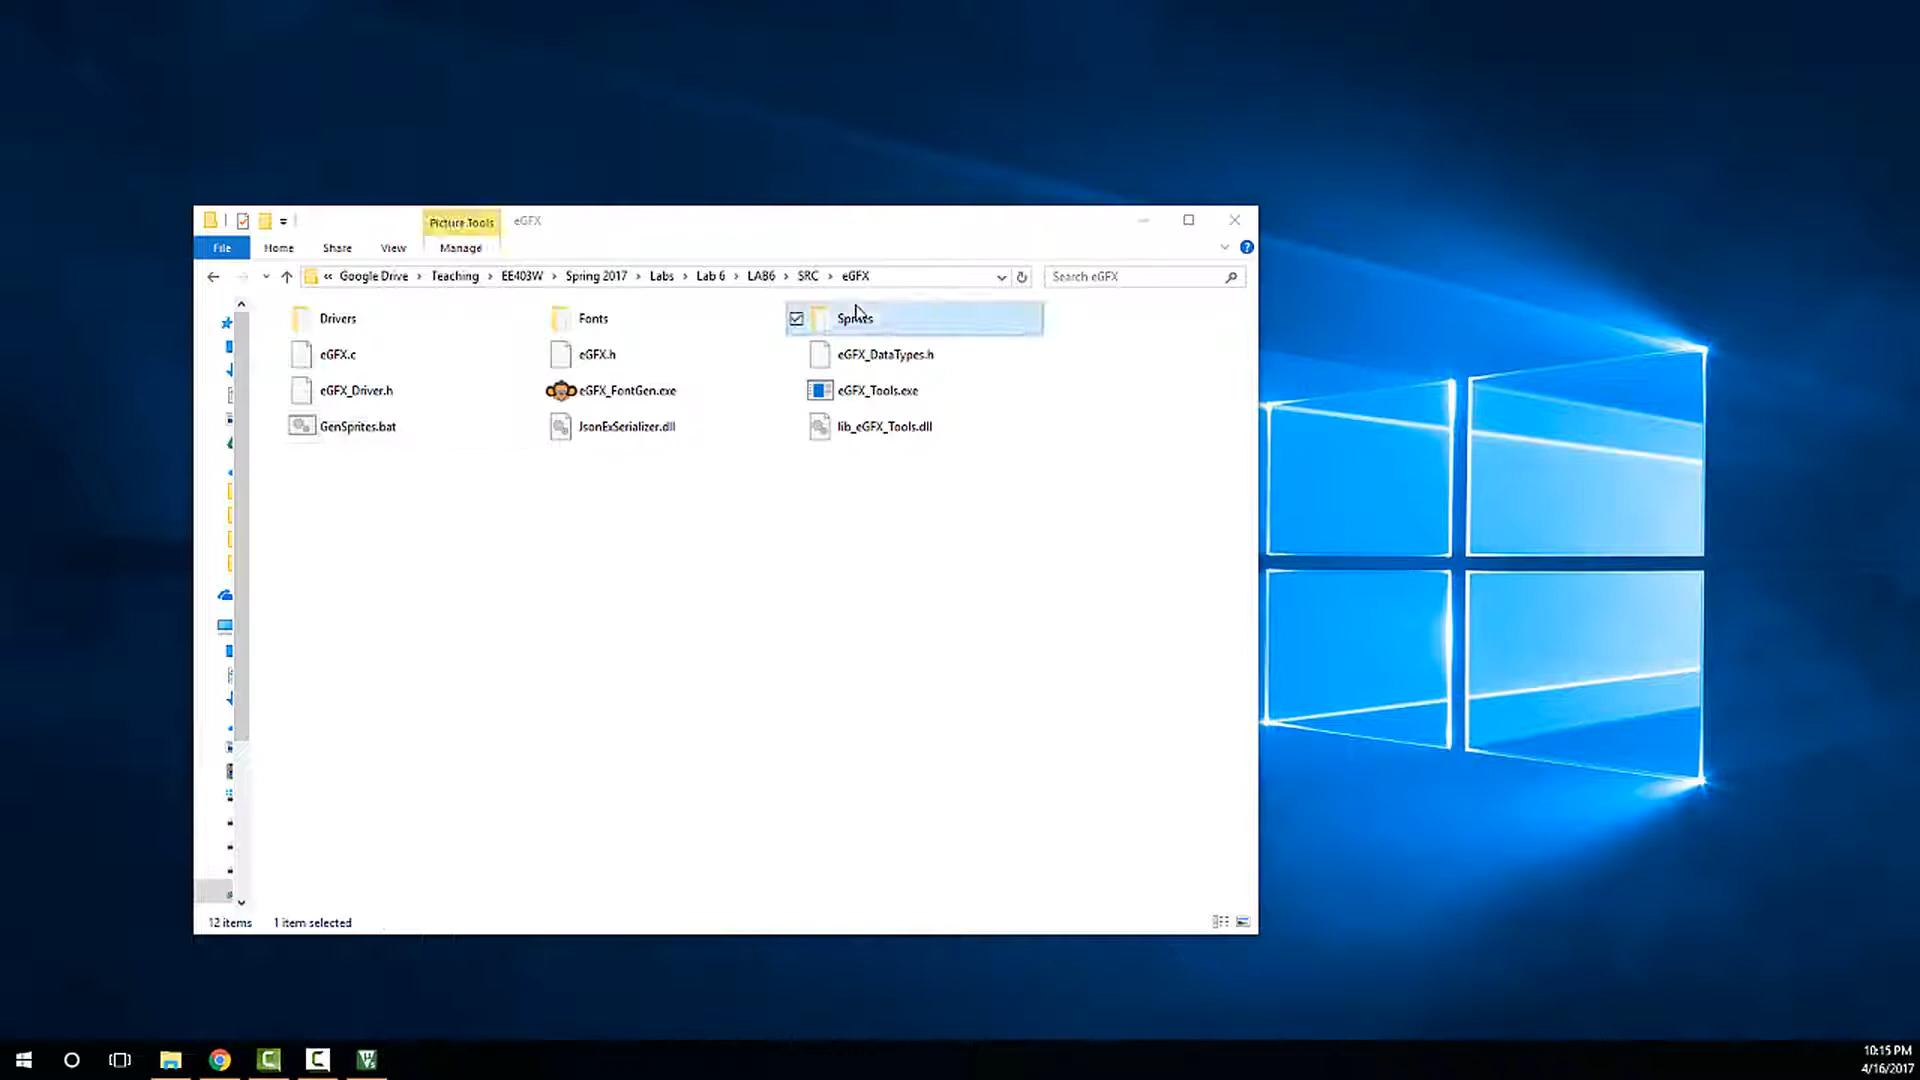 Picture Tools eGFX
File Home Share View Manage
« Google Drive › Teaching › EE403W › Spring 2017 › Labs › Lab 6 › LAB6 › SRC › eGFX Search eGFX
Drivers Fonts Sprites
eGFX.c eGFX.h eGFX_DataTypes.h
eGFX_Driver.h eGFX_FontGen.exe eGFX_Tools.exe
GenSprites.bat JsonExSerializer.dll lib_eGFX_Tools.dll
12 items 1 item selected
10:15 PM
4/16/2017